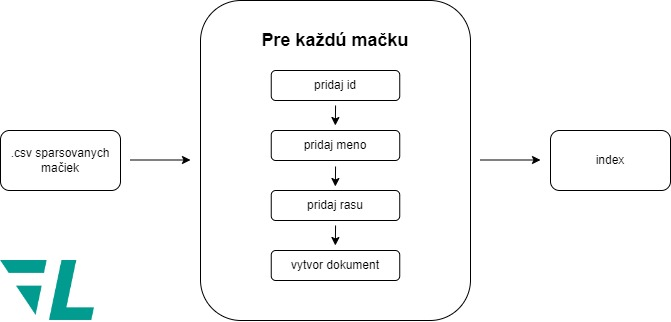 .csv sparsovanych
mačiek
Pre každú mačku
pridaj id
pridaj meno
pridaj rasu
vytvor dokument
index